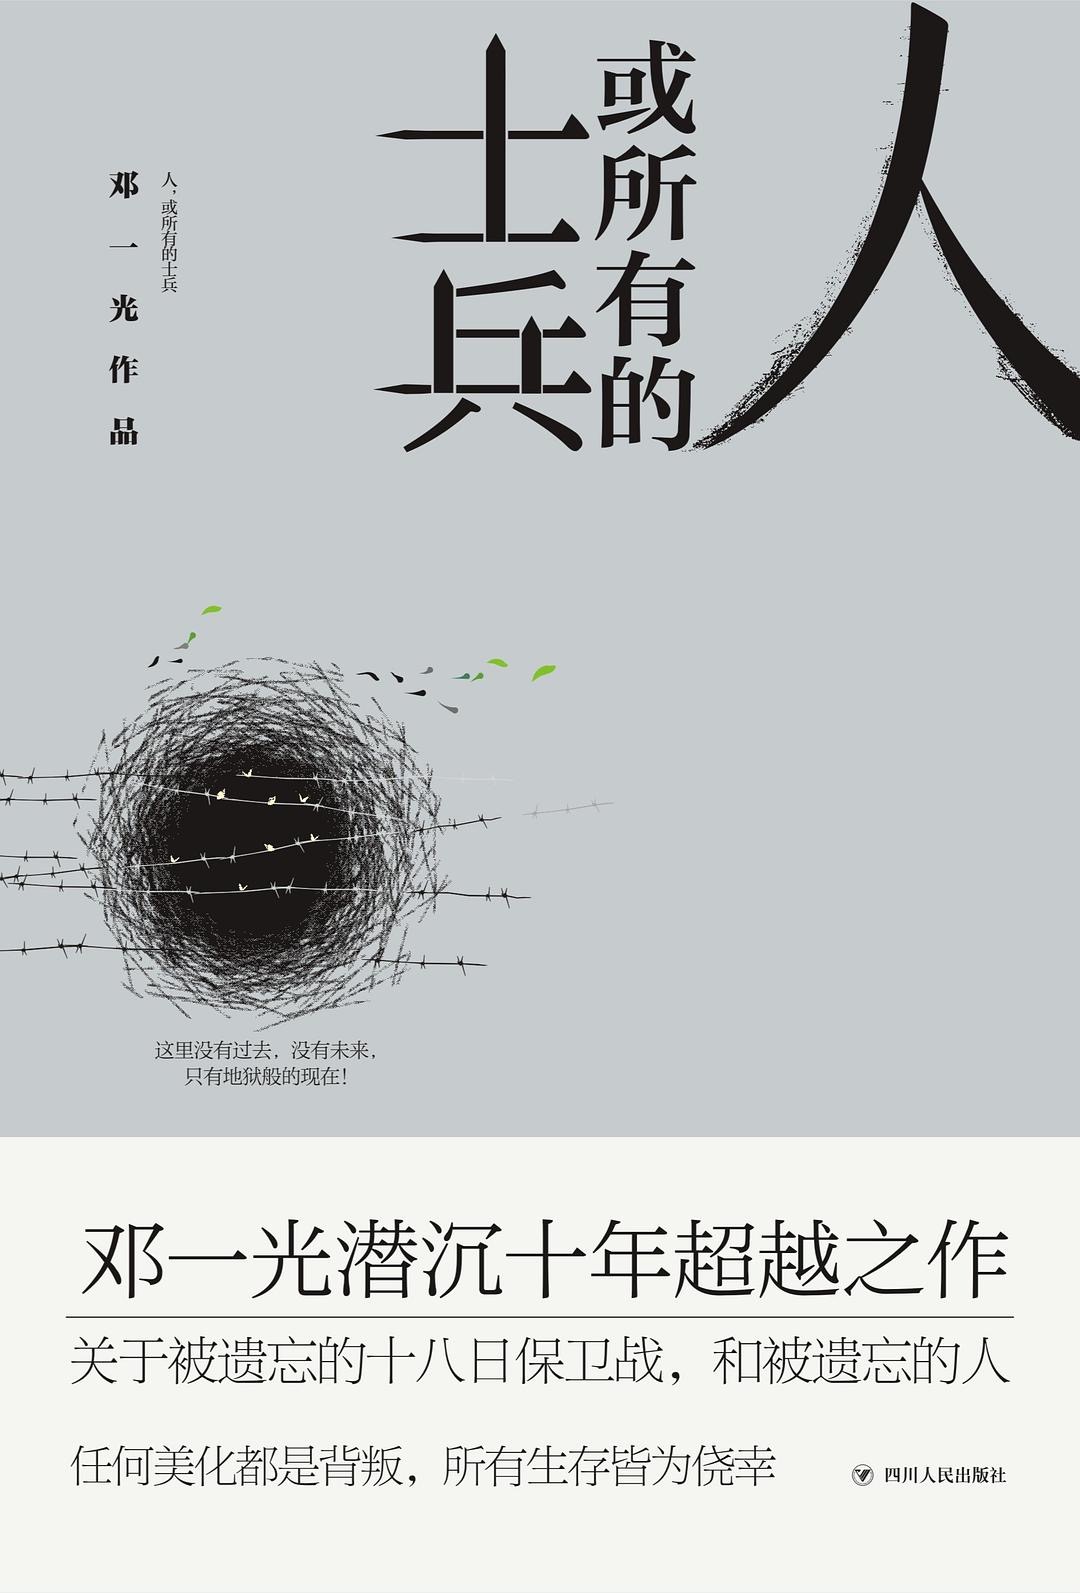 人
或所有的
士兵
人，或所有的士兵
邓一光作品
这里没有过去，没有未来，
只有地狱般的现在！
邓一光潜沉十年超越之作
关于被遗忘的十八日保卫战，和被遗忘的人
任何美化都是背叛，所有生存皆为侥幸
四川人民出版社